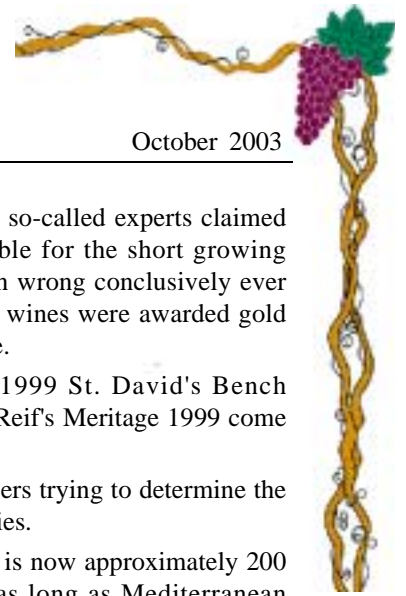 October 2003
so-called experts claimed
ble for the short growing
n wrong conclusively ever
wines were awarded gold
e.
1999 St. David's Bench
Reif's Meritage 1999 come
ers trying to determine the
ies.
is now approximately 200
as long as Mediterranean